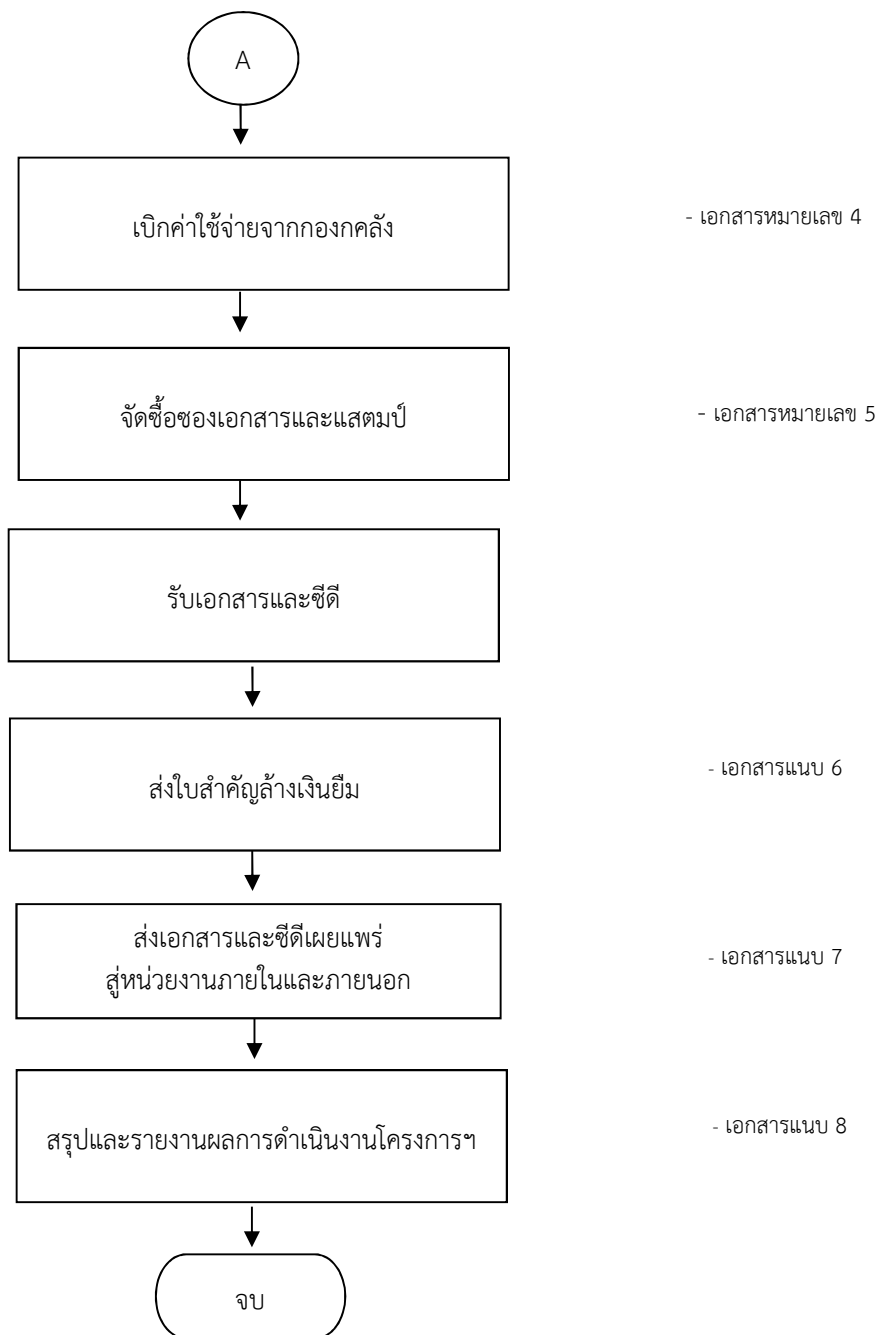 A
เบิกค่าใช้จ่ายจากกองกคลัง
- เอกสารหมายเลข 4
จัดซื้อซองเอกสารและแสตมป์
- เอกสารหมายเลข 5
รับเอกสารและซีดี
ส่งใบสำคัญล้างเงินยืม
- เอกสารแนบ 6
ส่งเอกสารและซีดีเผยแพร่
สู่หน่วยงานภายในและภายนอก
- เอกสารแนบ 7
สรุปและรายงานผลการดำเนินงานโครงการฯ
- เอกสารแนบ 8
จบ